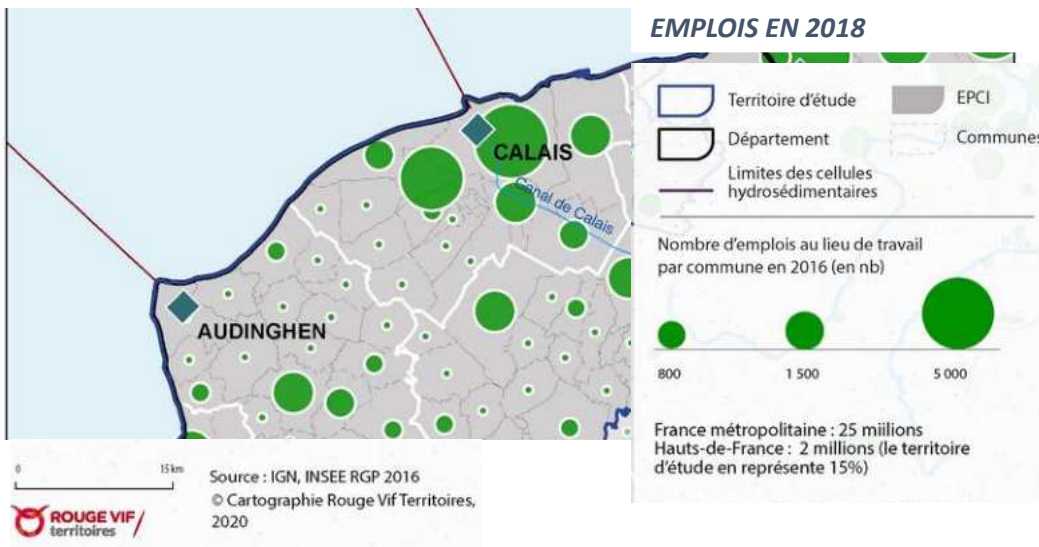 EMPLOIS EN 2018
Territoire d'étude
EPCI
Département
Communes
Limites des cellules
hydrosédimentaires
Nombre d'emplois au lieu de travail
par commune en 2016 (en nb)
800
1 500
5 000
France métropolitaine : 25 miilions
Hauts-de-France : 2 millions (le territoire
d'étude en représente 15%)
CALAIS
Canal de Calais
AUDINGHEN
0
15 km
Source : IGN, INSEE RGP 2016
© Cartographie Rouge Vif Territoires,
2020
ROUGE VIF
territoires